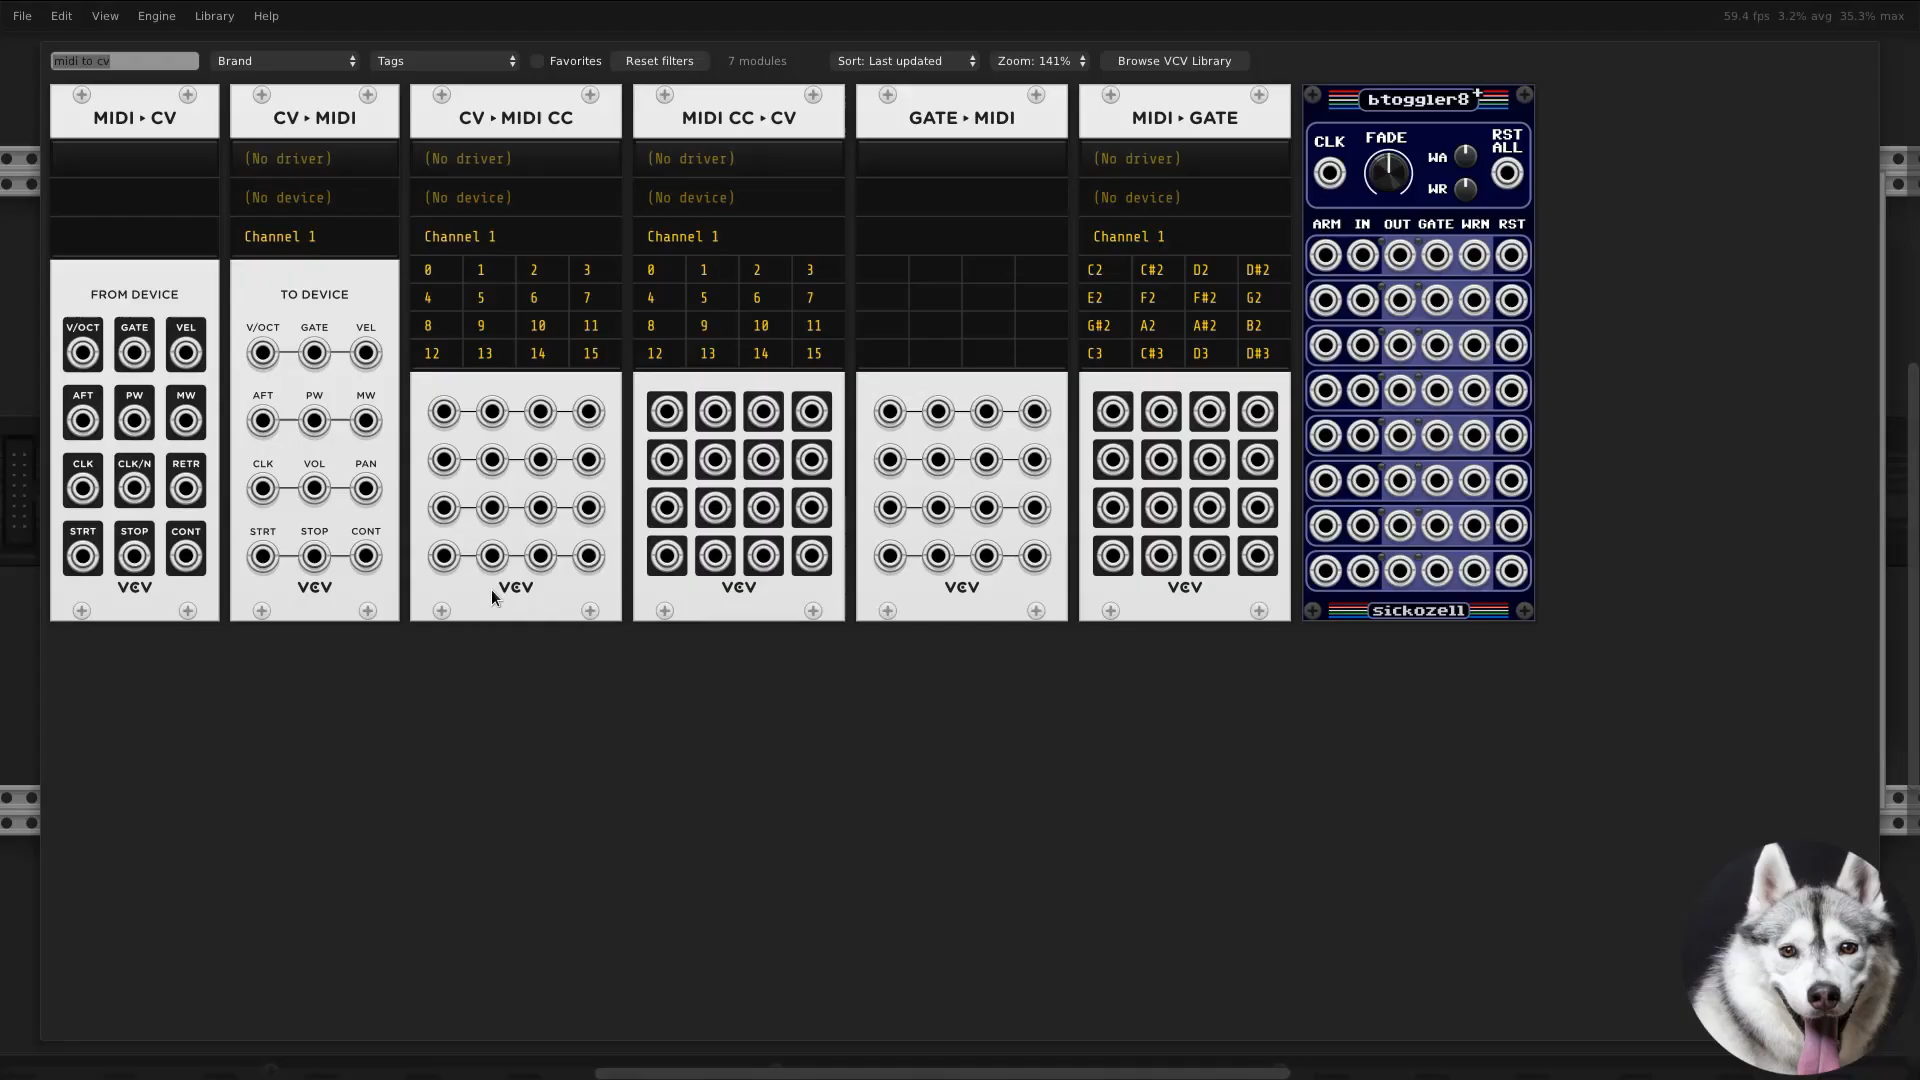 File Edit View Engine Library Help 59.4 fps 3.2% avg 35.3% max
midi to cv Brand Tags Favorites Reset filters 7 modules Sort: Last updated Zoom: 141% Browse VCV Library
MIDI ▸ CV
FROM DEVICE
V/OCT GATE VEL
AFT PW MW
CLK CLK/N RETR
STRT STOP CONT
VCV
CV ▸ MIDI
(No driver)
(No device)
Channel 1
TO DEVICE
V/OCT GATE VEL
AFT PW MW
CLK VOL PAN
STRT STOP CONT
VCV
CV ▸ MIDI CC
(No driver)
(No device)
Channel 1
0 1 2 3
4 5 6 7
8 9 10 11
12 13 14 15
VCV
MIDI CC ▸ CV
(No driver)
(No device)
Channel 1
0 1 2 3
4 5 6 7
8 9 10 11
12 13 14 15
VCV
GATE ▸ MIDI
VCV
MIDI ▸ GATE
(No driver)
(No device)
Channel 1
C2 C#2 D2 D#2
E2 F2 F#2 G2
G#2 A2 A#2 B2
C3 C#3 D3 D#3
VCV
btoggler8+
CLK FADE WA WR RST ALL
ARM IN OUT GATE WRN RST
sickozell